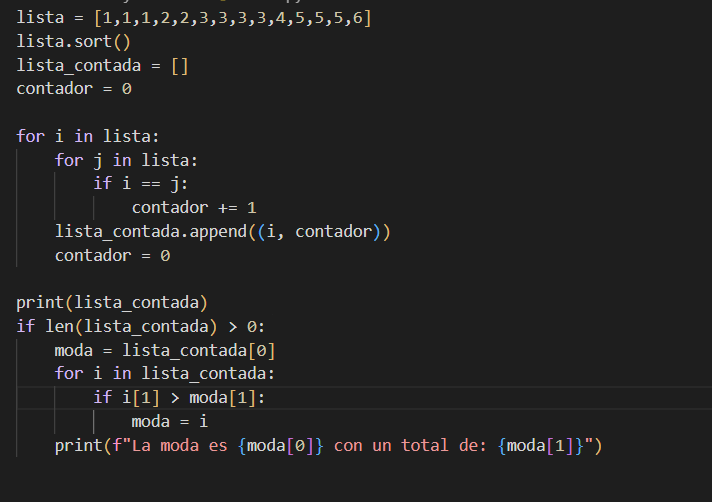 lista = [1,1,1,2,2,3,3,3,3,4,5,5,5,6]
lista.sort()
lista_contada = []
contador = 0
for i in lista:
    for j in lista:
        if i == j:
            contador += 1
    lista_contada.append((i, contador))
    contador = 0
print(lista_contada)
if len(lista_contada) > 0:
    moda = lista_contada[0]
    for i in lista_contada:
        if i[1] > moda[1]:
            moda = i
    print(f"La moda es {moda[0]} con un total de: {moda[1]}")